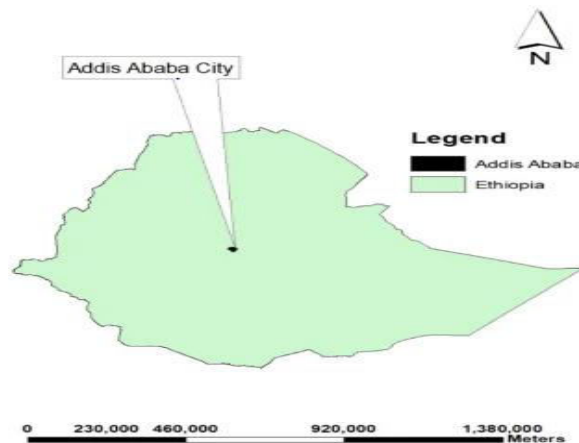 Addis Ababa City
N
Legend
Addis Ababa
Ethiopia
0 230,000 460,000 920,000 1,380,000
Meters